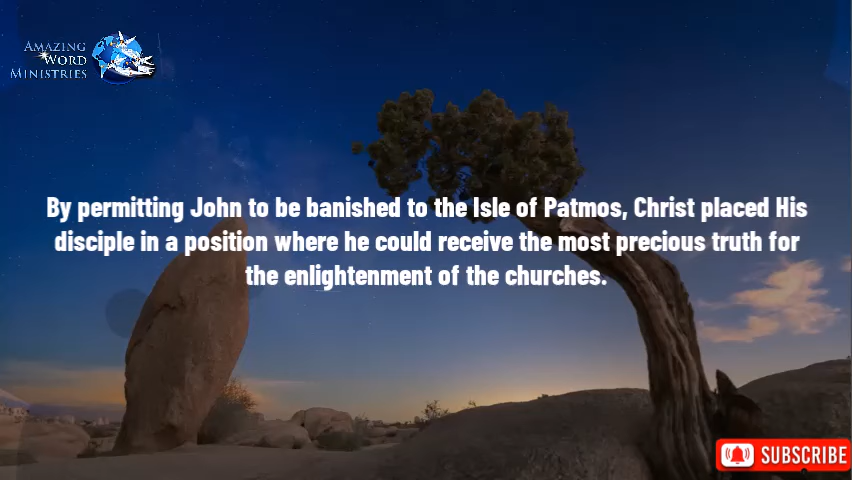 AMAZING
WORD
MINISTRIES
By permitting John to be banished to the Isle of Patmos, Christ placed His
disciple in a position where he could receive the most precious truth for
the enlightenment of the churches.
SUBSCRIBE